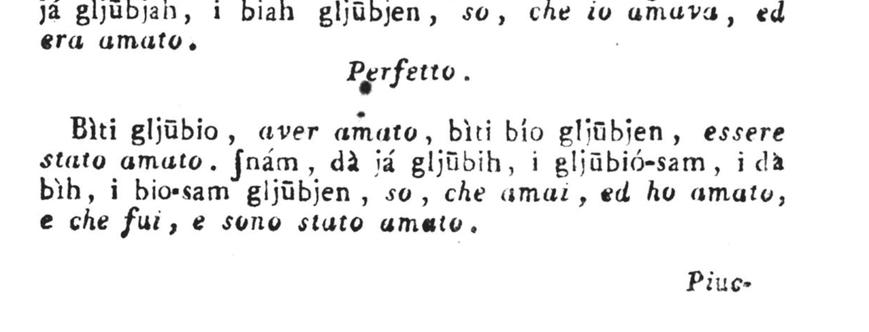 já gljūbjah, i biah gljūbjen, so, che io amava, ed
era amato.
Perfetto.
Bìti gljūbio, aver amato, bìti bío gljūbjen, essere
stato amato. ʃnám, dà já gljūbih, i gljūbió-sam, i dà
bìh, i bio-sam gljūbjen, so, che amai, ed ho amato,
e che fui, e sono stato amato.
Piuc-